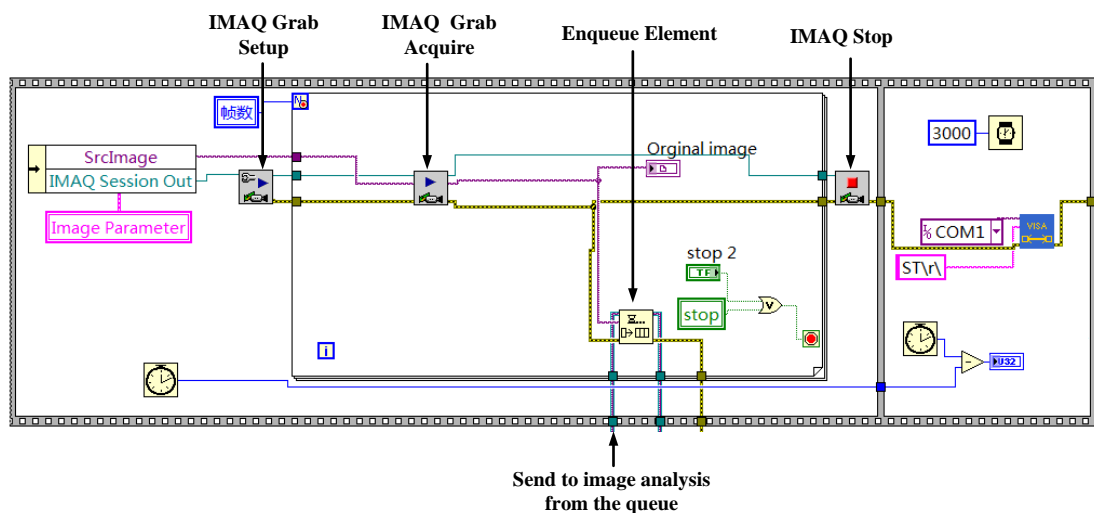 IMAQ Grab
Setup
IMAQ Grab
Acquire
Enqueue Element
IMAQ Stop
帧数
N
SrcImage
IMAQ Session Out
Image Parameter
Orginal image
stop 2
TF
stop
V
i
3000
I/O COM1
VISA
ST\r\
U32
Send to image analysis
from the queue